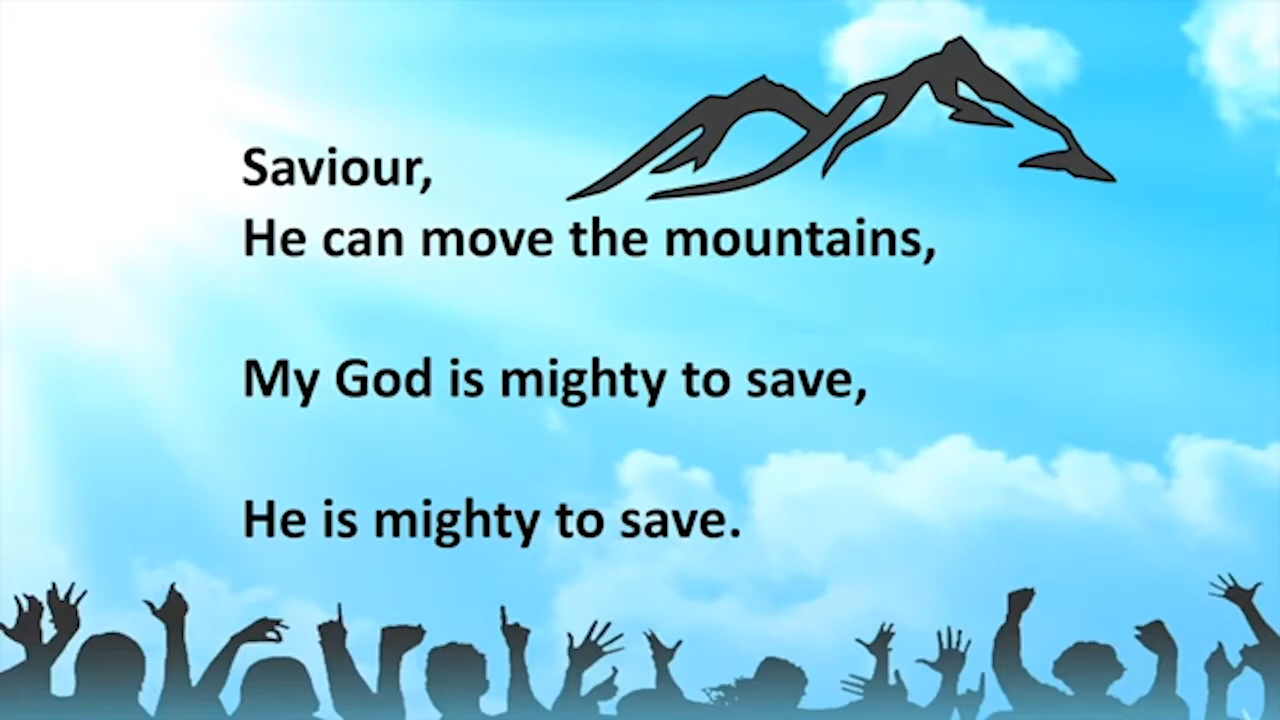 Saviour,
He can move the mountains,
My God is mighty to save,
He is mighty to save.